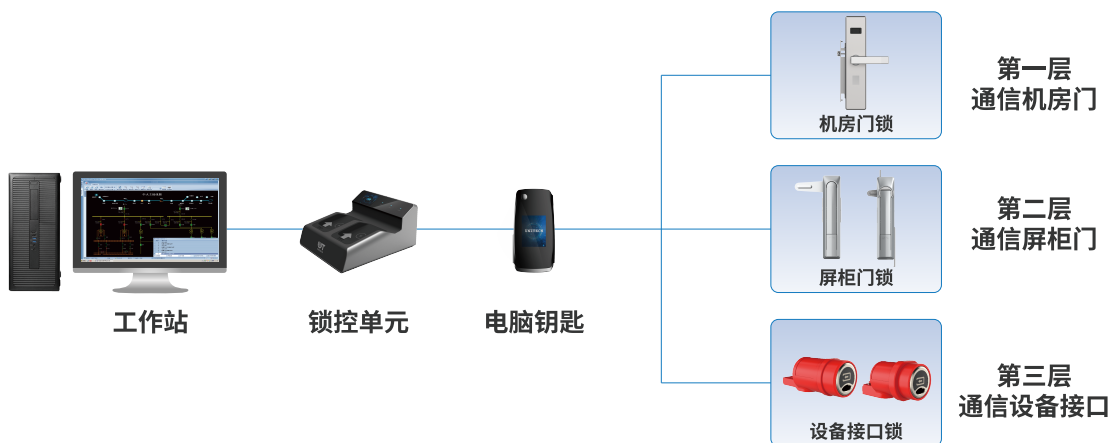 机房门锁
第一层
通信机房门
屏柜门锁
第二层
通信屏柜门
工作站
锁控单元
电脑钥匙
设备接口锁
第三层
通信设备接口